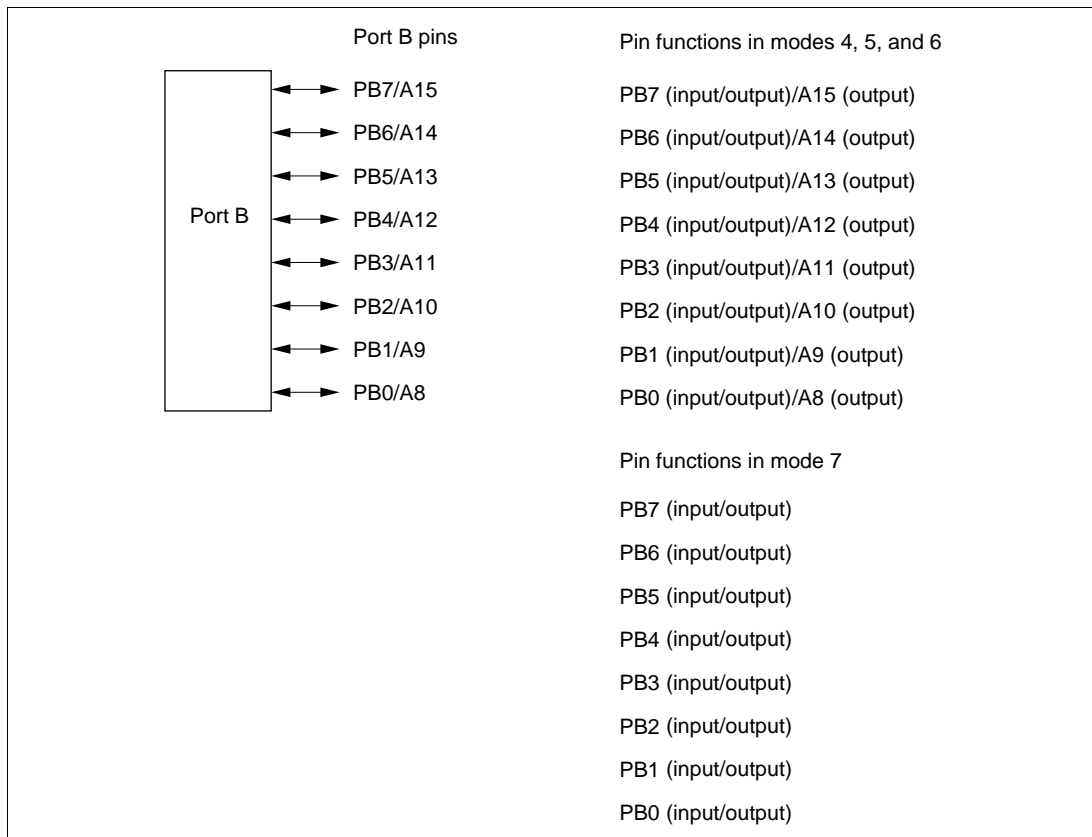 Port B pins
Port B
PB7/A15
PB6/A14
PB5/A13
PB4/A12
PB3/A11
PB2/A10
PB1/A9
PB0/A8
Pin functions in modes 4, 5, and 6
PB7 (input/output)/A15 (output)
PB6 (input/output)/A14 (output)
PB5 (input/output)/A13 (output)
PB4 (input/output)/A12 (output)
PB3 (input/output)/A11 (output)
PB2 (input/output)/A10 (output)
PB1 (input/output)/A9 (output)
PB0 (input/output)/A8 (output)
Pin functions in mode 7
PB7 (input/output)
PB6 (input/output)
PB5 (input/output)
PB4 (input/output)
PB3 (input/output)
PB2 (input/output)
PB1 (input/output)
PB0 (input/output)